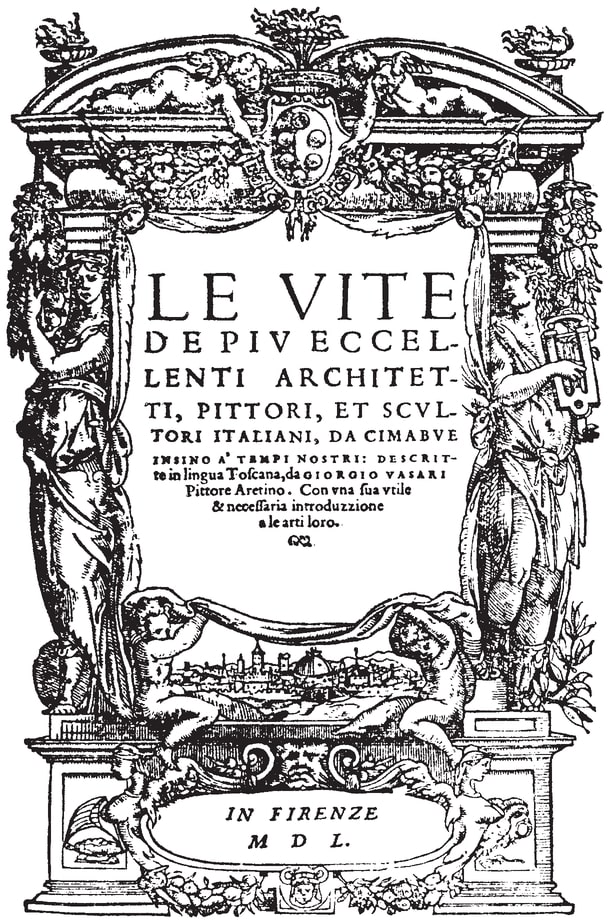 LE VITE
DE PIV ECCEL-
LENTI ARCHITET-
TI, PITTORI, ET SCVL-
TORI ITALIANI, DA CIMABVE
INSINO A' TEMPI NOSTRI: DESCRIT-
te in lingua Toscana, da GIORGIO VASARI
Pittore Aretino. Con vna ſua vtile
& neceſſaria introduzzione
a le arti loro.
IN FIRENZE
M D L.